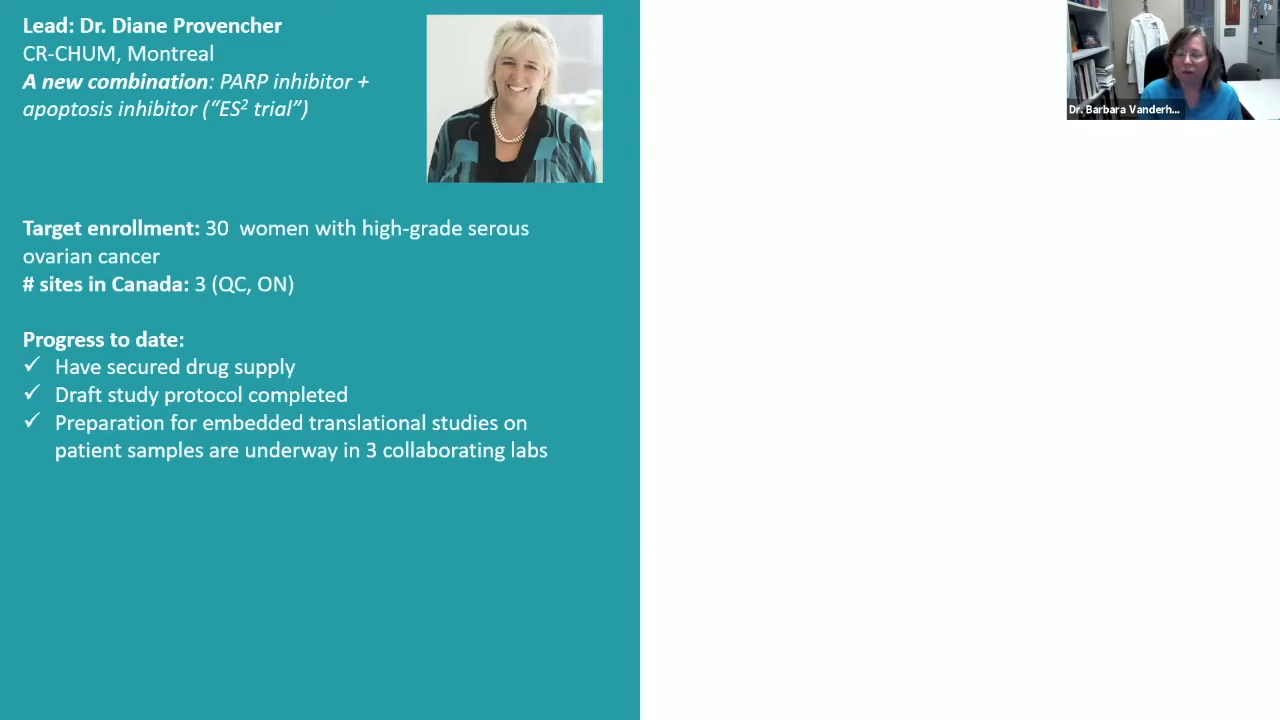 Lead: Dr. Diane Provencher
CR-CHUM, Montreal
A new combination: PARP inhibitor +
apoptosis inhibitor (“ES² trial”)
Target enrollment: 30 women with high-grade serous
ovarian cancer
# sites in Canada: 3 (QC, ON)
Progress to date:
✓ Have secured drug supply
✓ Draft study protocol completed
✓ Preparation for embedded translational studies on
patient samples are underway in 3 collaborating labs
Dr. Barbara Vanderh...